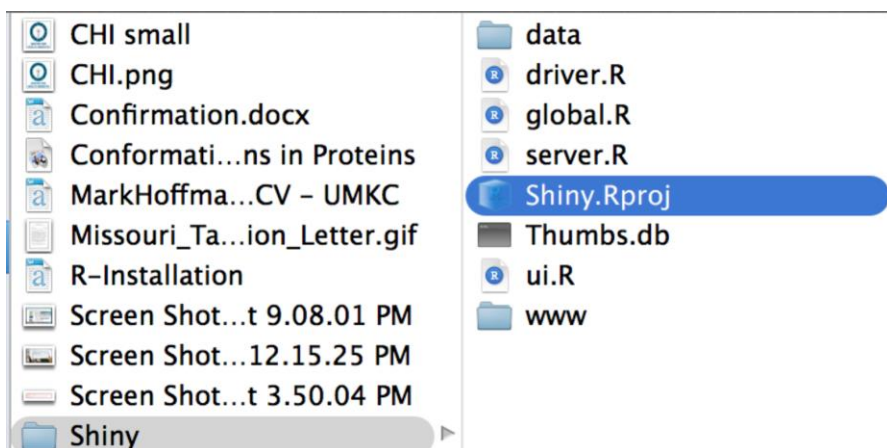 CHI small
CHI.png
Confirmation.docx
Conformati...ns in Proteins
MarkHoffma...CV – UMKC
Missouri_Ta...ion_Letter.gif
R-Installation
Screen Shot...t 9.08.01 PM
Screen Shot...12.15.25 PM
Screen Shot...t 3.50.04 PM
Shiny
data
driver.R
global.R
server.R
Shiny.Rproj
Thumbs.db
ui.R
www